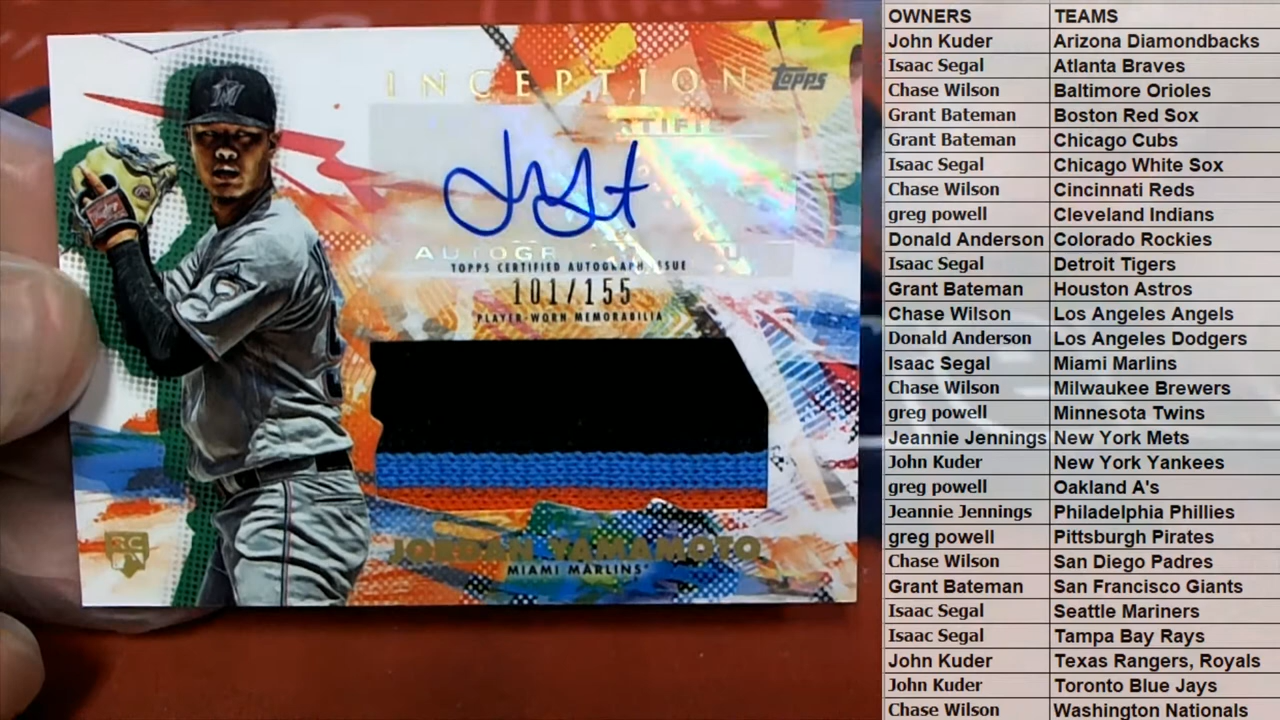 INCEPTION Topps
AUTOGR
TOPPS CERTIFIED AUTOGRAPH ISSUE
101/155
PLAYER-WORN MEMORABILIA
JORDAN YAMAMOTO
MIAMI MARLINS
RC
OWNERS TEAMS
John Kuder Arizona Diamondbacks
Isaac Segal Atlanta Braves
Chase Wilson Baltimore Orioles
Grant Bateman Boston Red Sox
Grant Bateman Chicago Cubs
Isaac Segal Chicago White Sox
Chase Wilson Cincinnati Reds
greg powell Cleveland Indians
Donald Anderson Colorado Rockies
Isaac Segal Detroit Tigers
Grant Bateman Houston Astros
Chase Wilson Los Angeles Angels
Donald Anderson Los Angeles Dodgers
Isaac Segal Miami Marlins
Chase Wilson Milwaukee Brewers
greg powell Minnesota Twins
Jeannie Jennings New York Mets
John Kuder New York Yankees
greg powell Oakland A's
Jeannie Jennings Philadelphia Phillies
greg powell Pittsburgh Pirates
Chase Wilson San Diego Padres
Grant Bateman San Francisco Giants
Isaac Segal Seattle Mariners
Isaac Segal Tampa Bay Rays
John Kuder Texas Rangers, Royals
John Kuder Toronto Blue Jays
Chase Wilson Washington Nationals